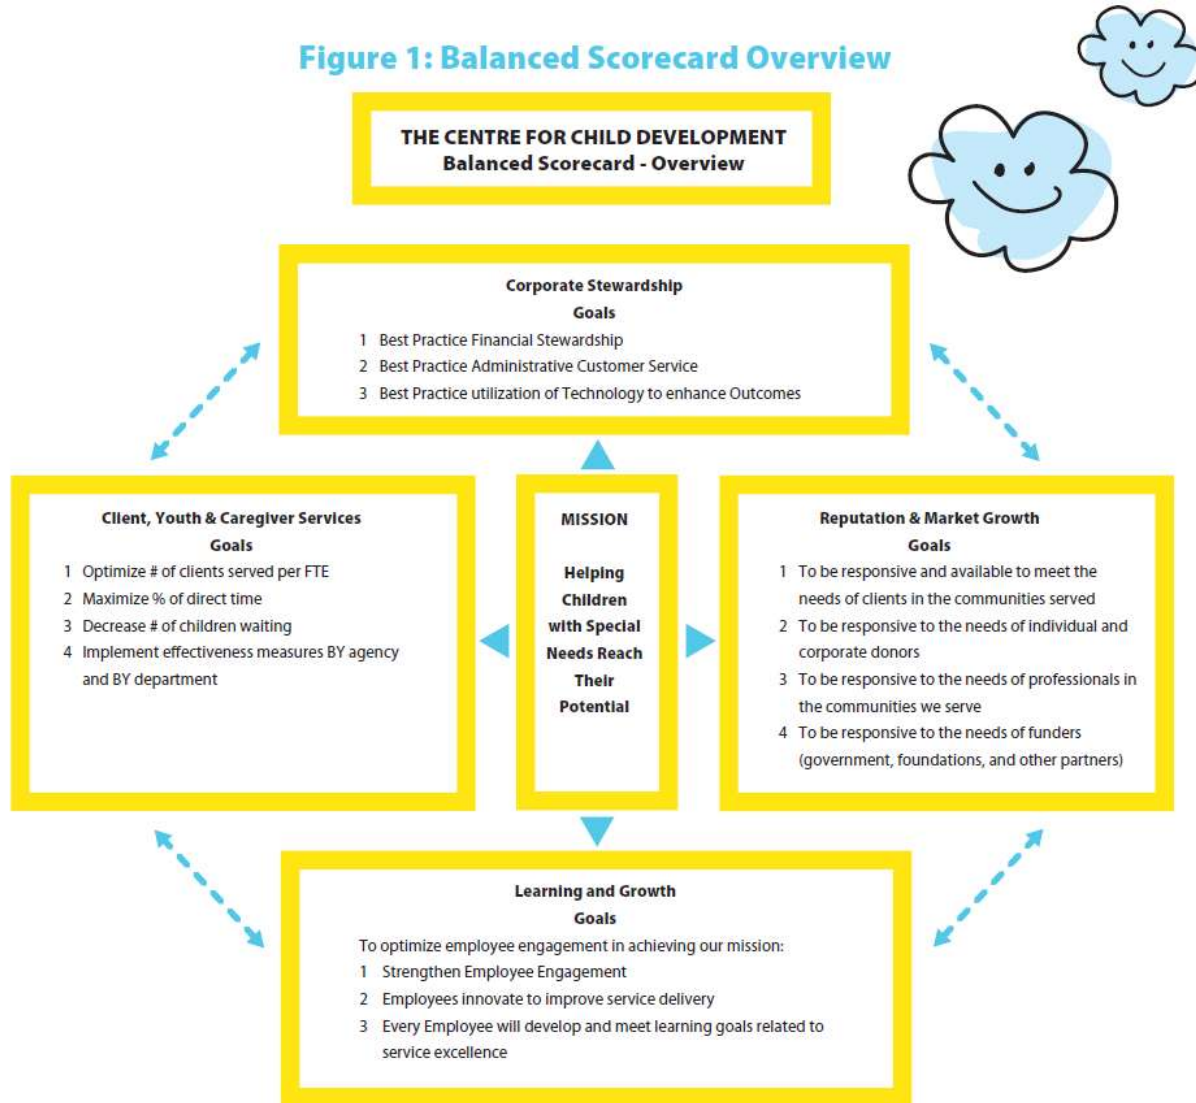 Figure 1: Balanced Scorecard Overview
THE CENTRE FOR CHILD DEVELOPMENT
Balanced Scorecard - Overview
Corporate Stewardship
Goals
1 Best Practice Financial Stewardship
2 Best Practice Administrative Customer Service
3 Best Practice utilization of Technology to enhance Outcomes
Client, Youth & Caregiver Services
Goals
1 Optimize # of clients served per FTE
2 Maximize % of direct time
3 Decrease # of children waiting
4 Implement effectiveness measures BY agency
and BY department
MISSION
Helping
Children
with Special
Needs Reach
Their
Potential
Reputation & Market Growth
Goals
1 To be responsive and available to meet the
needs of clients in the communities served
2 To be responsive to the needs of individual and
corporate donors
3 To be responsive to the needs of professionals in
the communities we serve
4 To be responsive to the needs of funders
(government, foundations, and other partners)
Learning and Growth
Goals
To optimize employee engagement in achieving our mission:
1 Strengthen Employee Engagement
2 Employees innovate to improve service delivery
3 Every Employee will develop and meet learning goals related to
service excellence